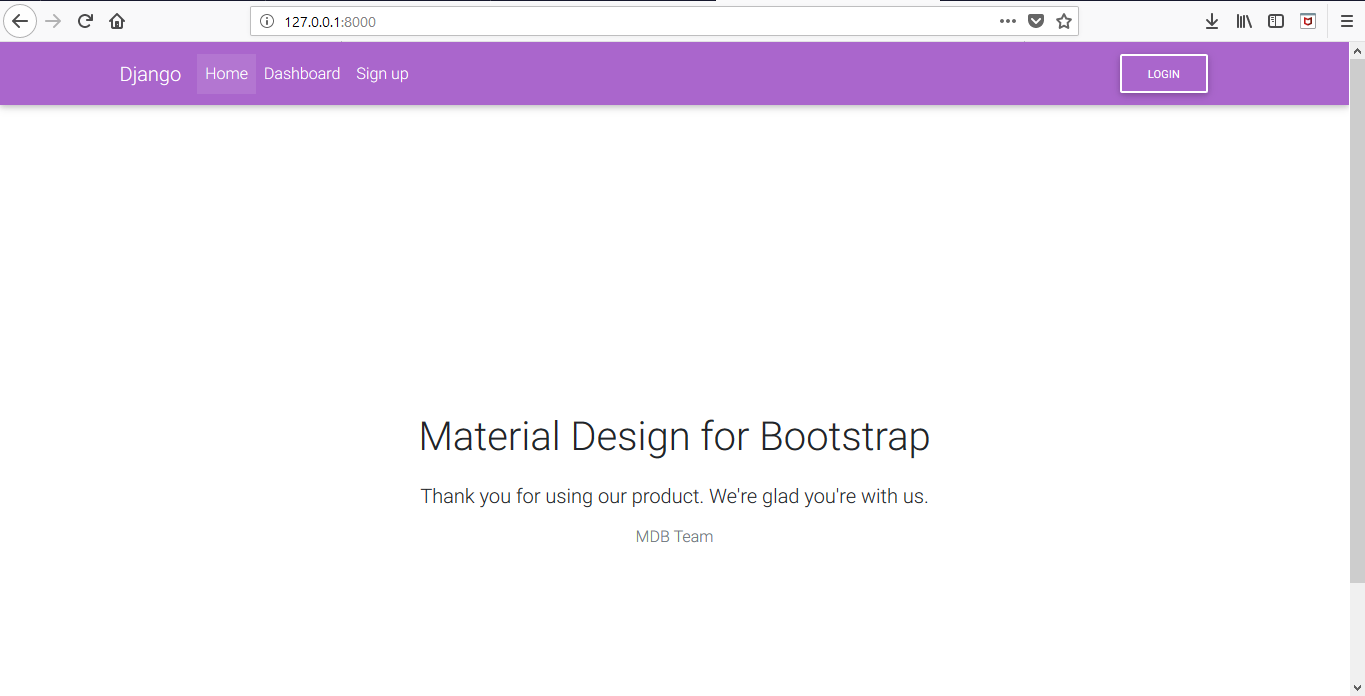 127.0.0.1:8000
Django Home Dashboard Sign up LOGIN
Material Design for Bootstrap
Thank you for using our product. We're glad you're with us.
MDB Team